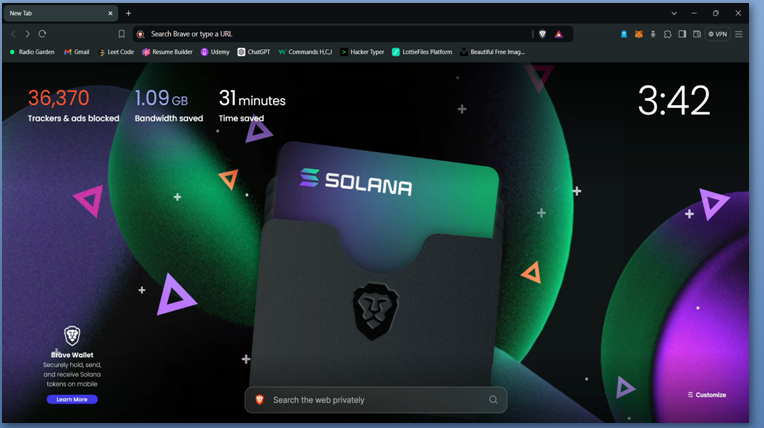 New Tab
Search Brave or type a URL
VPN
Radio Garden Gmail Leet Code Resume Builder Udemy ChatGPT Commands H,C,I Hacker Typer LottieFiles Platform Beautiful Free Imag...
36,370 1.09 GB 31 minutes 3:42
Trackers & ads blocked Bandwidth saved Time saved
SOLANA
Brave Wallet
Securely hold, send,
and receive Solana
tokens on mobile
Learn More
Search the web privately
Customize